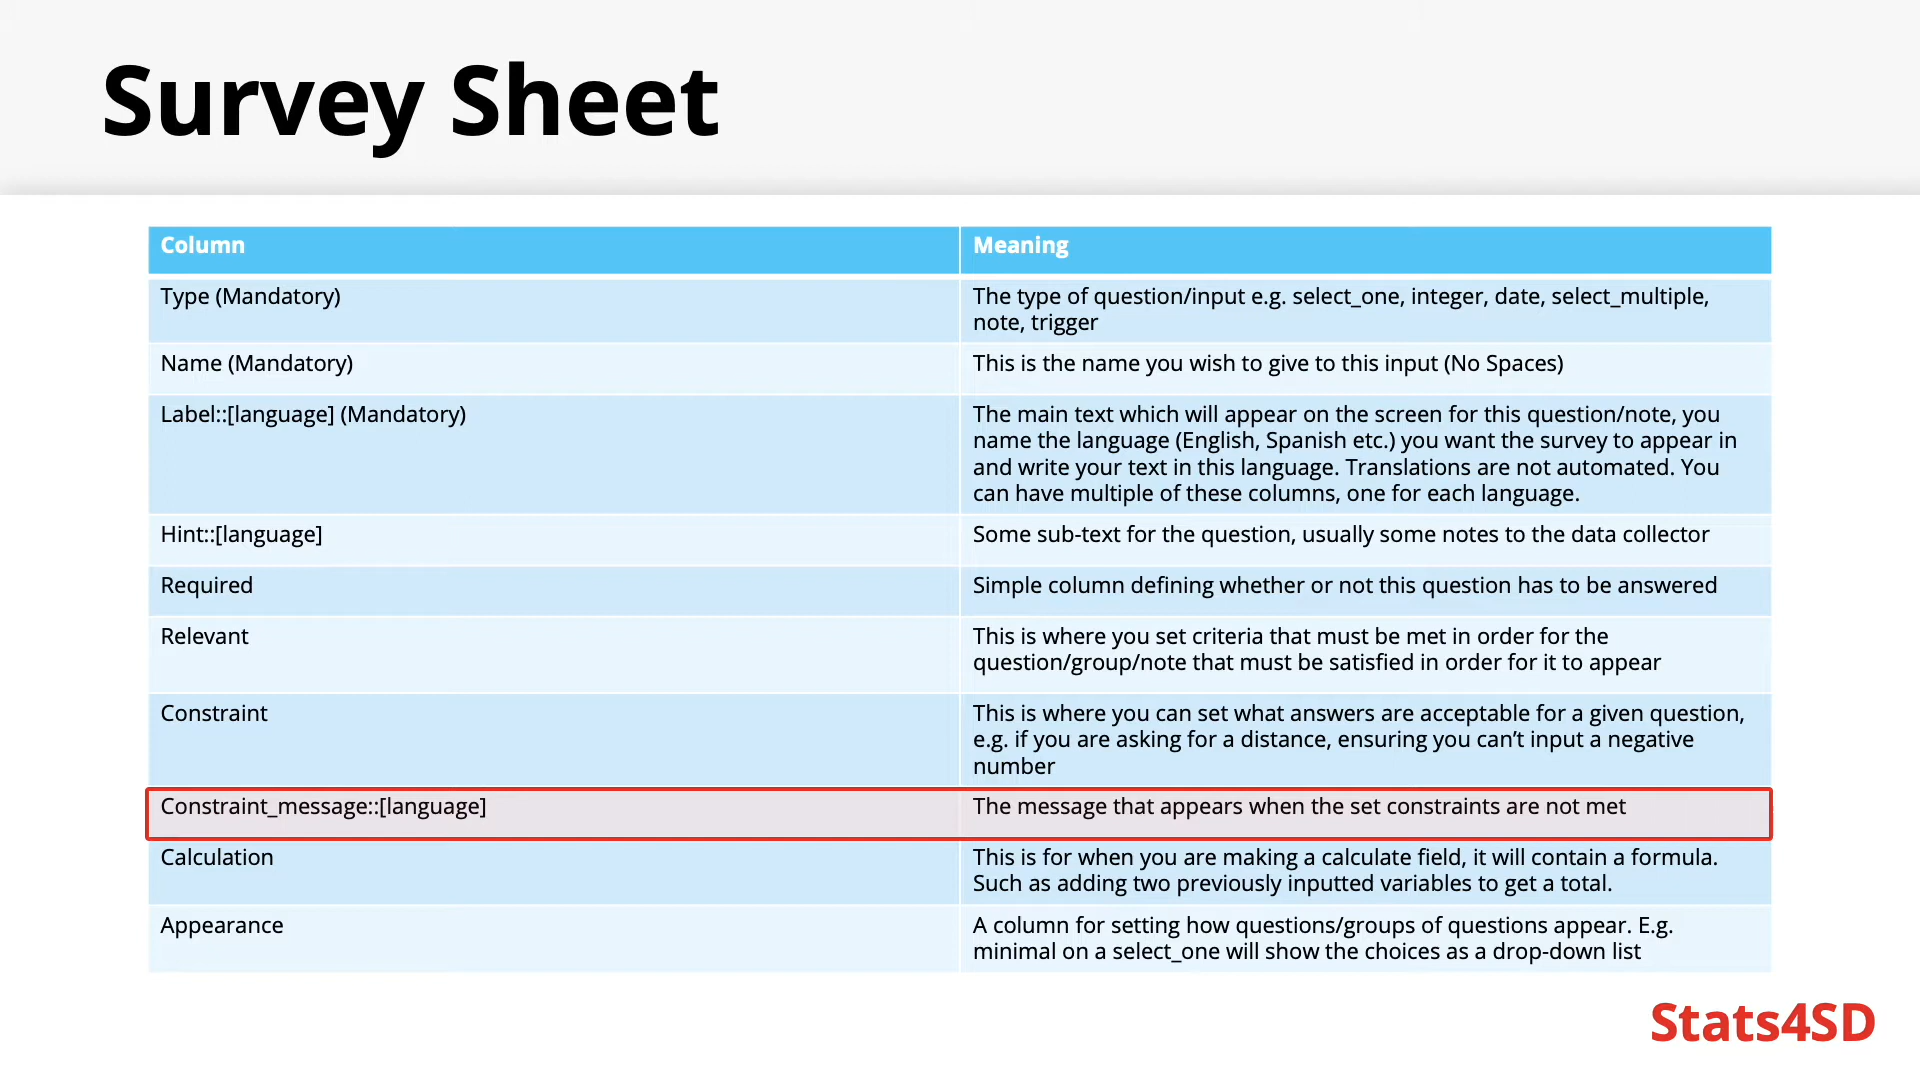 Survey Sheet
Column
Meaning
Type (Mandatory)
The type of question/input e.g. select_one, integer, date, select_multiple,
note, trigger
Name (Mandatory)
This is the name you wish to give to this input (No Spaces)
Label::[language] (Mandatory)
The main text which will appear on the screen for this question/note, you
name the language (English, Spanish etc.) you want the survey to appear in
and write your text in this language. Translations are not automated. You
can have multiple of these columns, one for each language.
Hint::[language]
Some sub-text for the question, usually some notes to the data collector
Required
Simple column defining whether or not this question has to be answered
Relevant
This is where you set criteria that must be met in order for the
question/group/note that must be satisfied in order for it to appear
Constraint
This is where you can set what answers are acceptable for a given question,
e.g. if you are asking for a distance, ensuring you can’t input a negative
number
Constraint_message::[language]
The message that appears when the set constraints are not met
Calculation
This is for when you are making a calculate field, it will contain a formula.
Such as adding two previously inputted variables to get a total.
Appearance
A column for setting how questions/groups of questions appear. E.g.
minimal on a select_one will show the choices as a drop-down list
Stats4SD